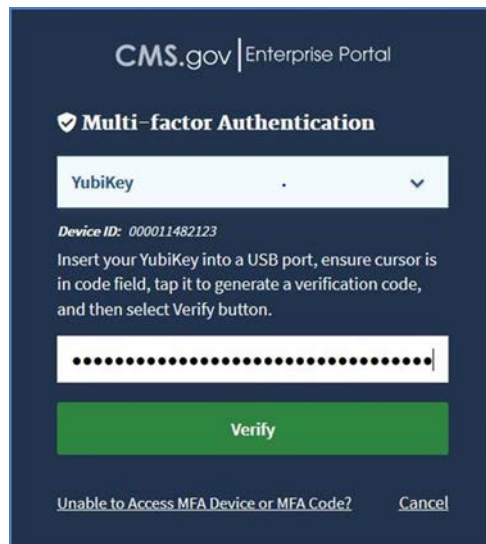 CMS.gov | Enterprise Portal
Multi-factor Authentication
YubiKey
Device ID: 000011482123
Insert your YubiKey into a USB port, ensure cursor is
in code field, tap it to generate a verification code,
and then select Verify button.
Verify
Unable to Access MFA Device or MFA Code? Cancel